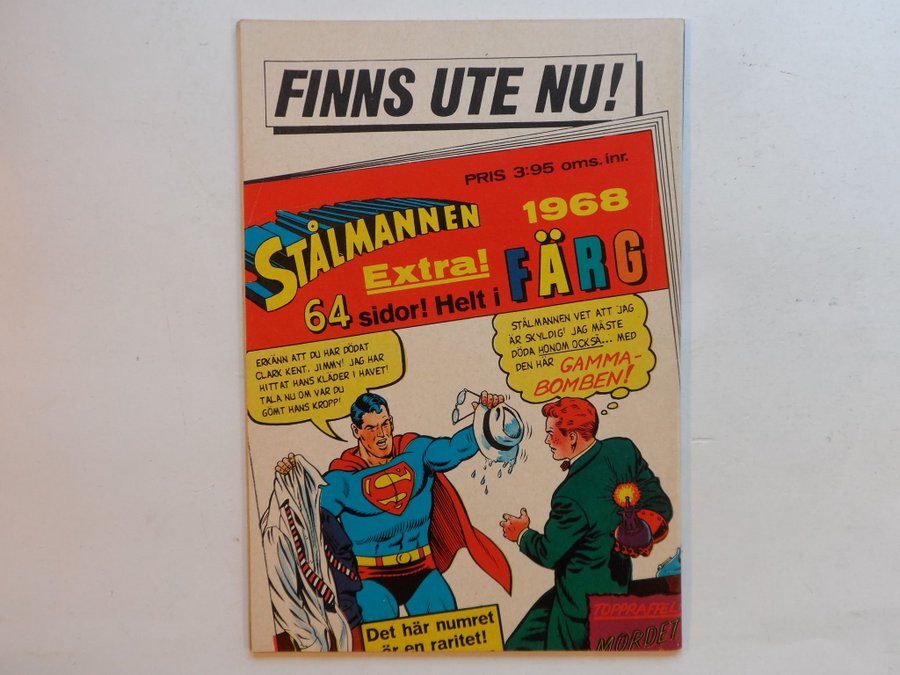 FINNS UTE NU!
PRIS 3:95 oms. inr.
STÅLMANNEN
1968
Extra!
64 sidor! Helt i FÄRG
ERKÄNN ATT DU HAR DÖDAT
CLARK KENT, JIMMY! JAG HAR
HITTAT HANS KLÄDER I HAVET!
TALA NU OM VAR DU
GÖMT HANS KROPP!
STÅLMANNEN VET ATT JAG
ÄR SKYLDIG! JAG MÅSTE
DÖDA HONOM OCKSÅ... MED
DEN HÄR GAMMA-
BOMBEN!
S
Det här numret
är en raritet!
TOPPRAFFEL
MORDET